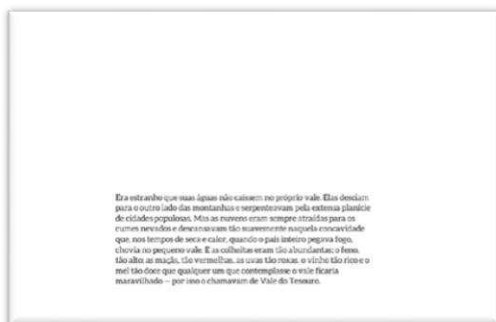 Era estranho que suas águas não caíssem no próprio vale. Elas desciam
para o outro lado das montanhas e serpenteavam pela extensa planície
de cidades populosas. Mas as nuvens eram sempre atraídas para os
cumes nevados e descansavam tão suavemente naquela concavidade
que, nos tempos de seca e calor, quando o país inteiro pegava fogo,
chovia no pequeno vale. E as colheitas eram tão abundantes; o feno,
tão alto; as maçãs, tão vermelhas, as uvas tão roxas, o vinho tão rico e o
mel tão doce que qualquer um que contemplasse o vale ficaria
maravilhado — por isso o chamavam de Vale do Tesouro.